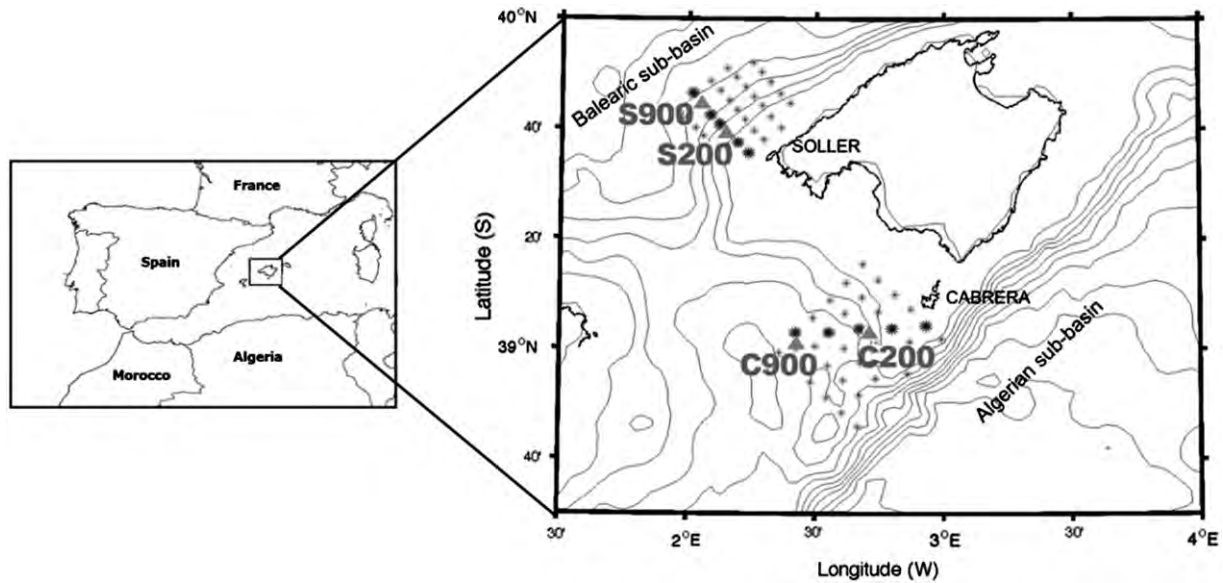 France
Spain
Morocco
Algeria
40°N
40'
20'
39°N
40'
Latitude (S)
Balearic sub-basin
S900
S200
SOLLER
CABRERA
C900
C200
Algerian sub-basin
30' 2°E 30' 3°E 30' 4°E
Longitude (W)